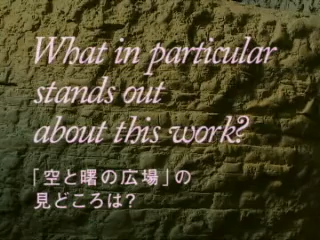 What in particular
stands out
about this work?
「空と曙の広場」の
見どころは?